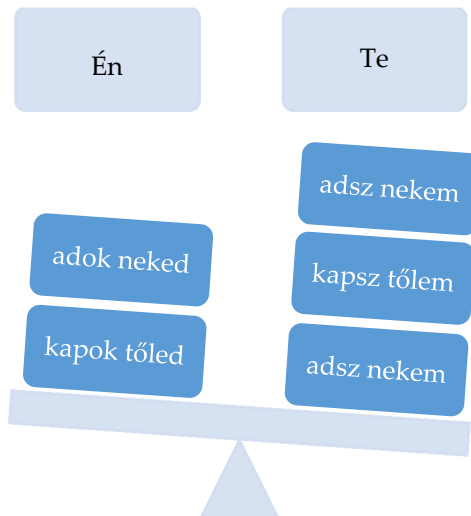 Én
Te
adok neked
kapok tőled
adsz nekem
kapsz tőlem
adsz nekem